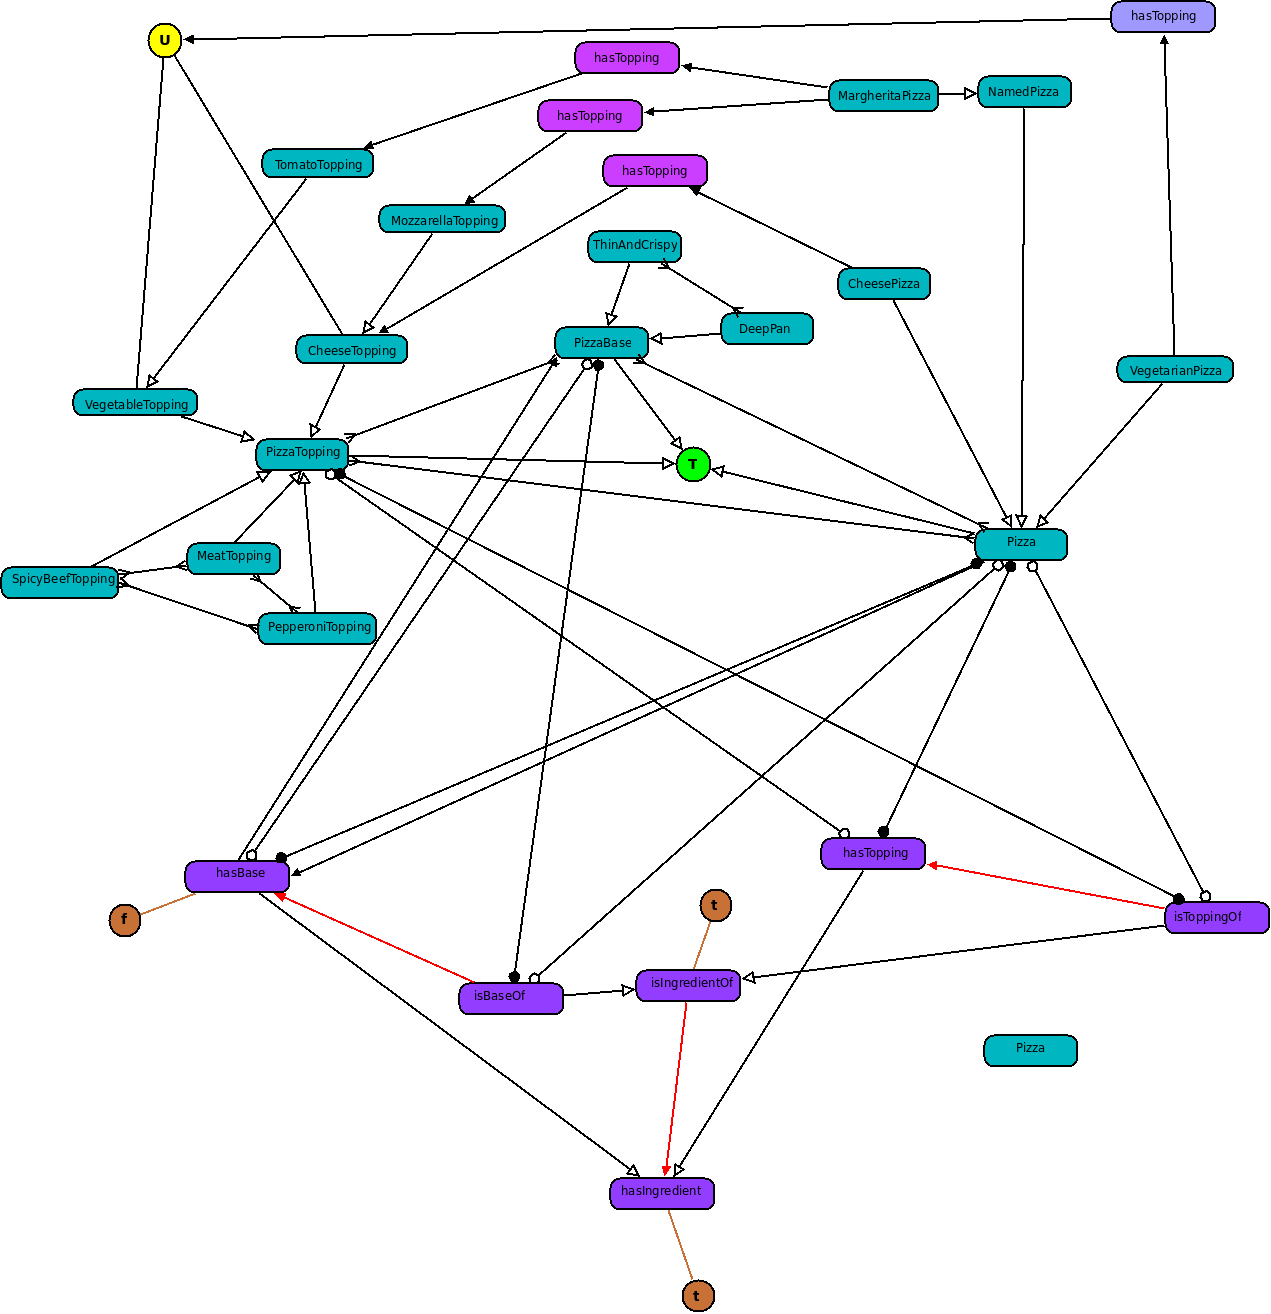 hasTopping
U
hasTopping
MargheritaPizza
NamedPizza
hasTopping
TomatoTopping
hasTopping
MozzarellaTopping
ThinAndCrispy
CheesePizza
DeepPan
PizzaBase
CheeseTopping
VegetarianPizza
VegetableTopping
PizzaTopping
T
Pizza
MeatTopping
SpicyBeefTopping
PepperoniTopping
hasTopping
hasBase
t
isToppingOf
f
isIngredientOf
isBaseOf
Pizza
hasIngredient
t